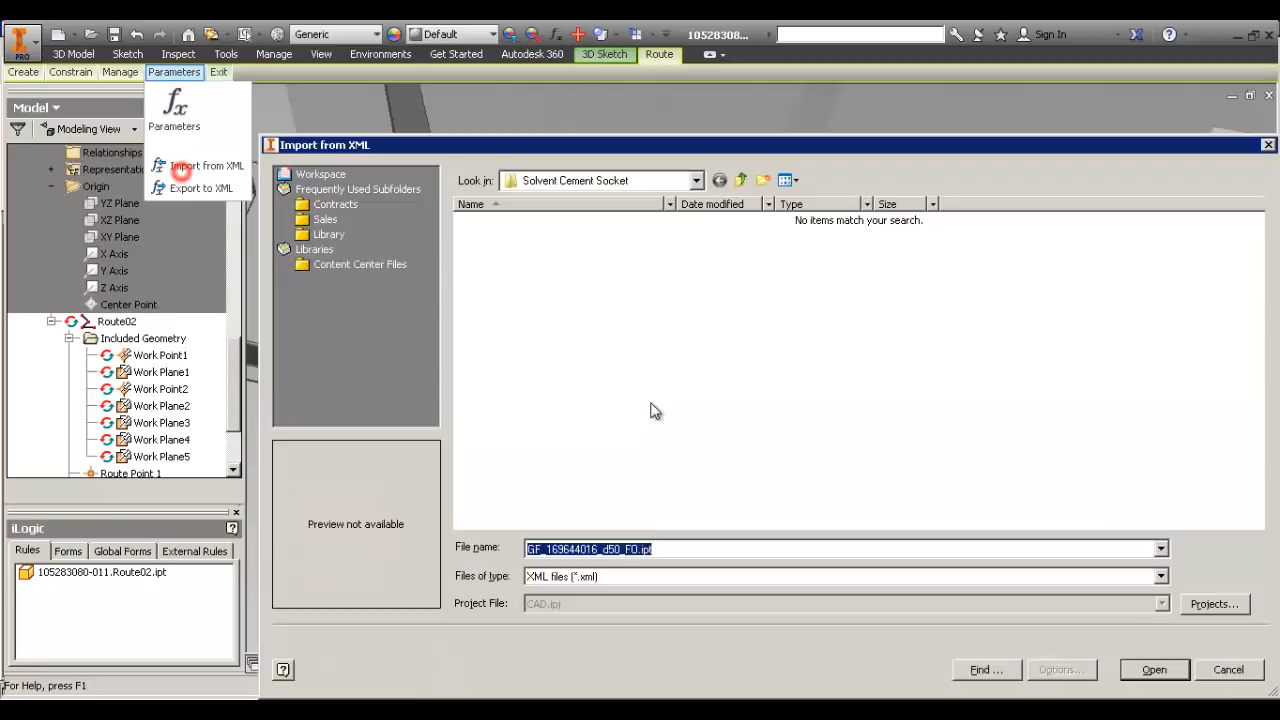 PRO
Generic
Default
fx
10528308...
Sign In
3D Model Sketch Inspect Tools Manage View Environments Get Started Autodesk 360 3D Sketch Route
Create Constrain Manage Parameters Exit
fx
Parameters
Import from XML
Export to XML
Model
Modeling View
Relationships
Representatio
Origin
YZ Plane
XZ Plane
XY Plane
X Axis
Y Axis
Z Axis
Center Point
Route02
Included Geometry
Work Point1
Work Plane1
Work Point2
Work Plane2
Work Plane3
Work Plane4
Work Plane5
Route Point 1
iLogic
Rules Forms Global Forms External Rules
105283080-011.Route02.ipt
For Help, press F1
Import from XML
Workspace
Frequently Used Subfolders
Contracts
Sales
Library
Libraries
Content Center Files
Look in: Solvent Cement Socket
Name Date modified Type Size
No items match your search.
Preview not available
File name: GF_169644016_d50_FO.ipt
Files of type: XML files (*.xml)
Project File: CAD.ipj
Projects...
Find ... Options... Open Cancel